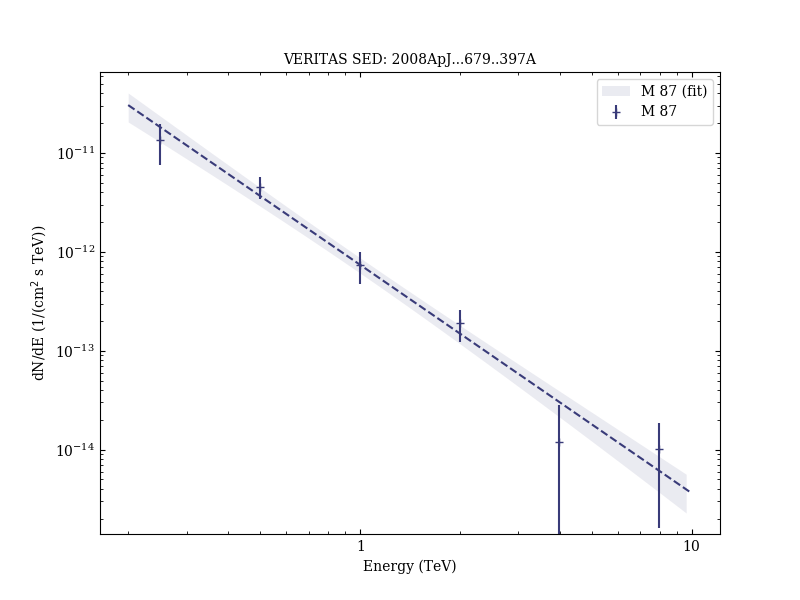 VERITAS SED: 2008ApJ...679..397A
M 87 (fit)
M 87
dN/dE (1/(cm² s TeV))
10⁻¹¹
10⁻¹²
10⁻¹³
10⁻¹⁴
1
10
Energy (TeV)